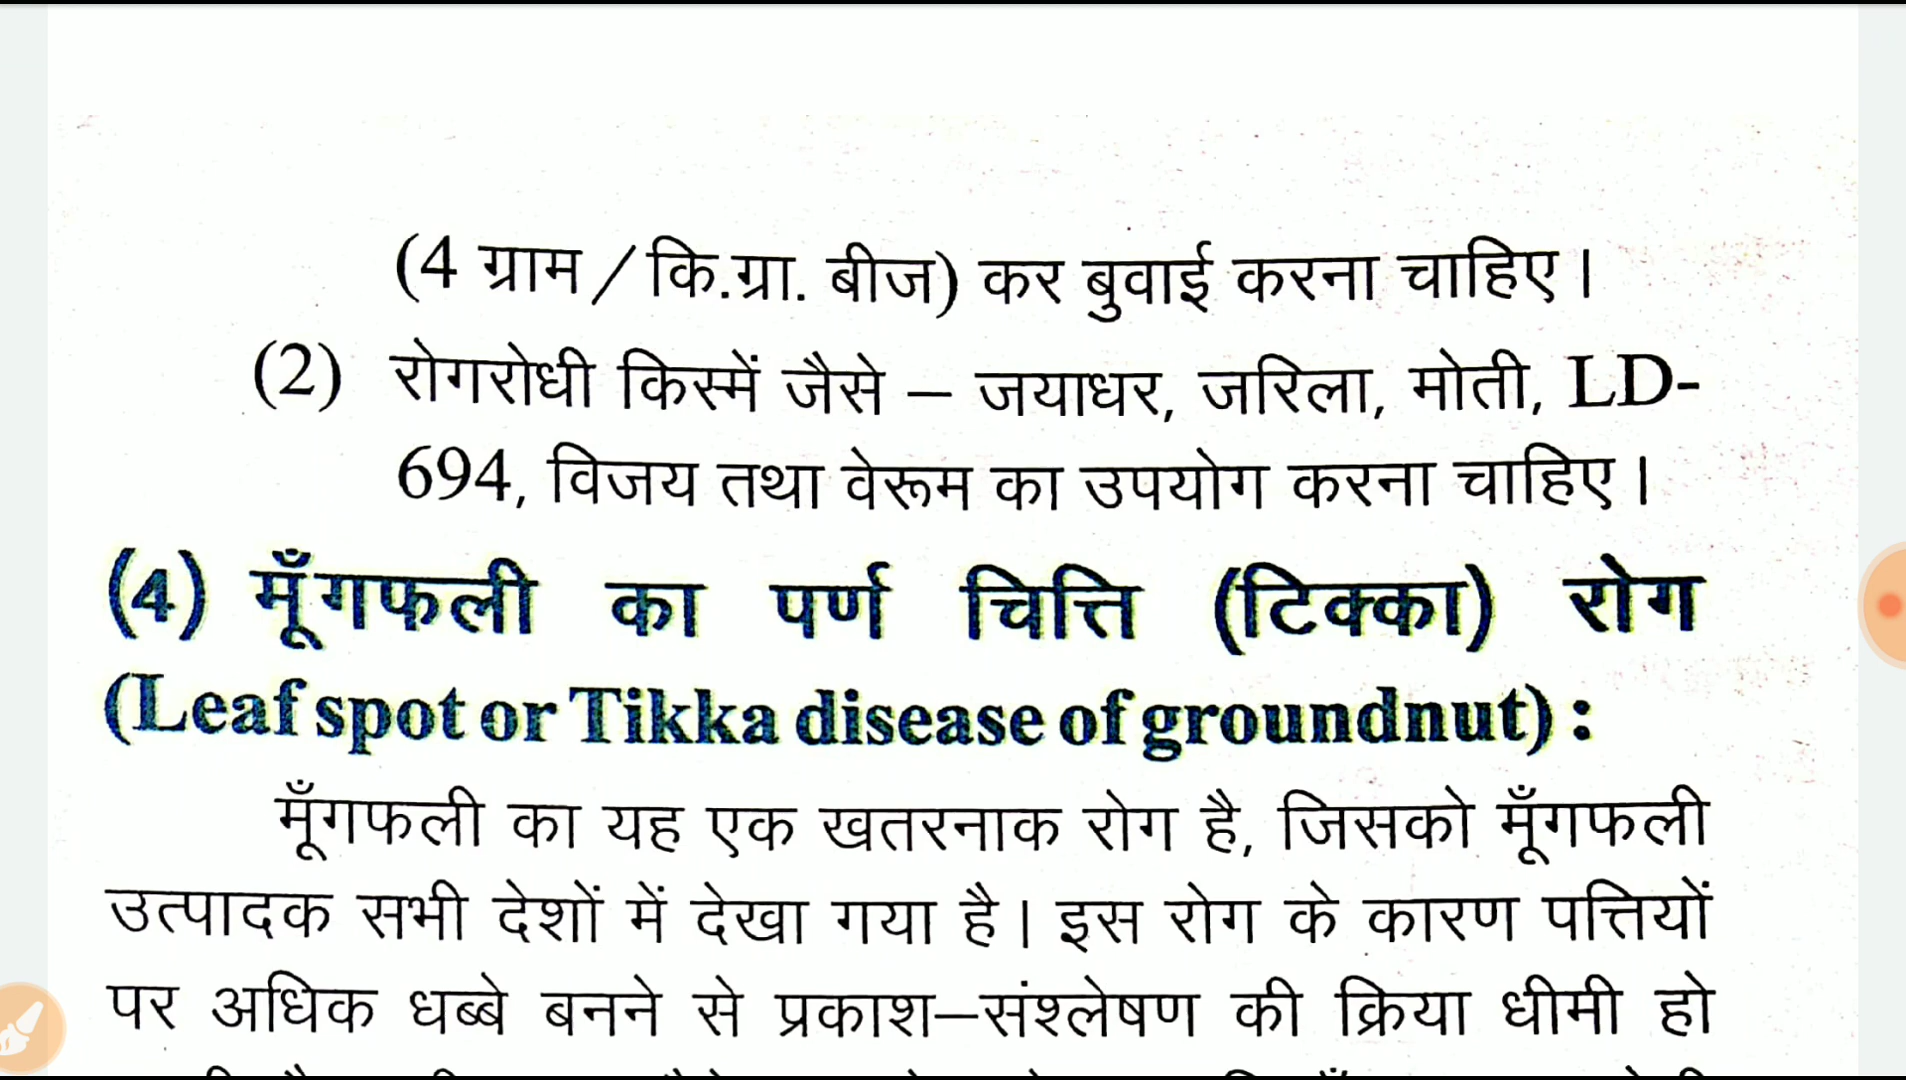 (4 ग्राम / कि.ग्रा. बीज) कर बुवाई करना चाहिए।
(2) रोगरोधी किस्में जैसे – जयाधर, जरिला, मोती, LD-
694, विजय तथा वेरूम का उपयोग करना चाहिए।
(4) मूँगफली का पर्ण चित्ति (टिक्का) रोग
(Leaf spot or Tikka disease of groundnut) :
मूँगफली का यह एक खतरनाक रोग है, जिसको मूँगफली
उत्पादक सभी देशों में देखा गया है। इस रोग के कारण पत्तियों
पर अधिक धब्बे बनने से प्रकाश–संश्लेषण की क्रिया धीमी हो